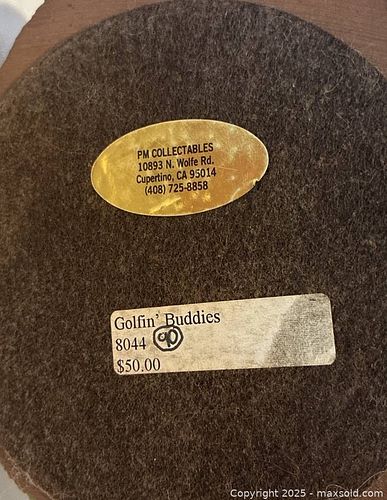 PM COLLECTABLES
10893 N. Wolfe Rd.
Cupertino, CA 95014
(408) 725-8858
Golfin' Buddies
8044
$50.00
Copyright © 2025 - maxsold.com